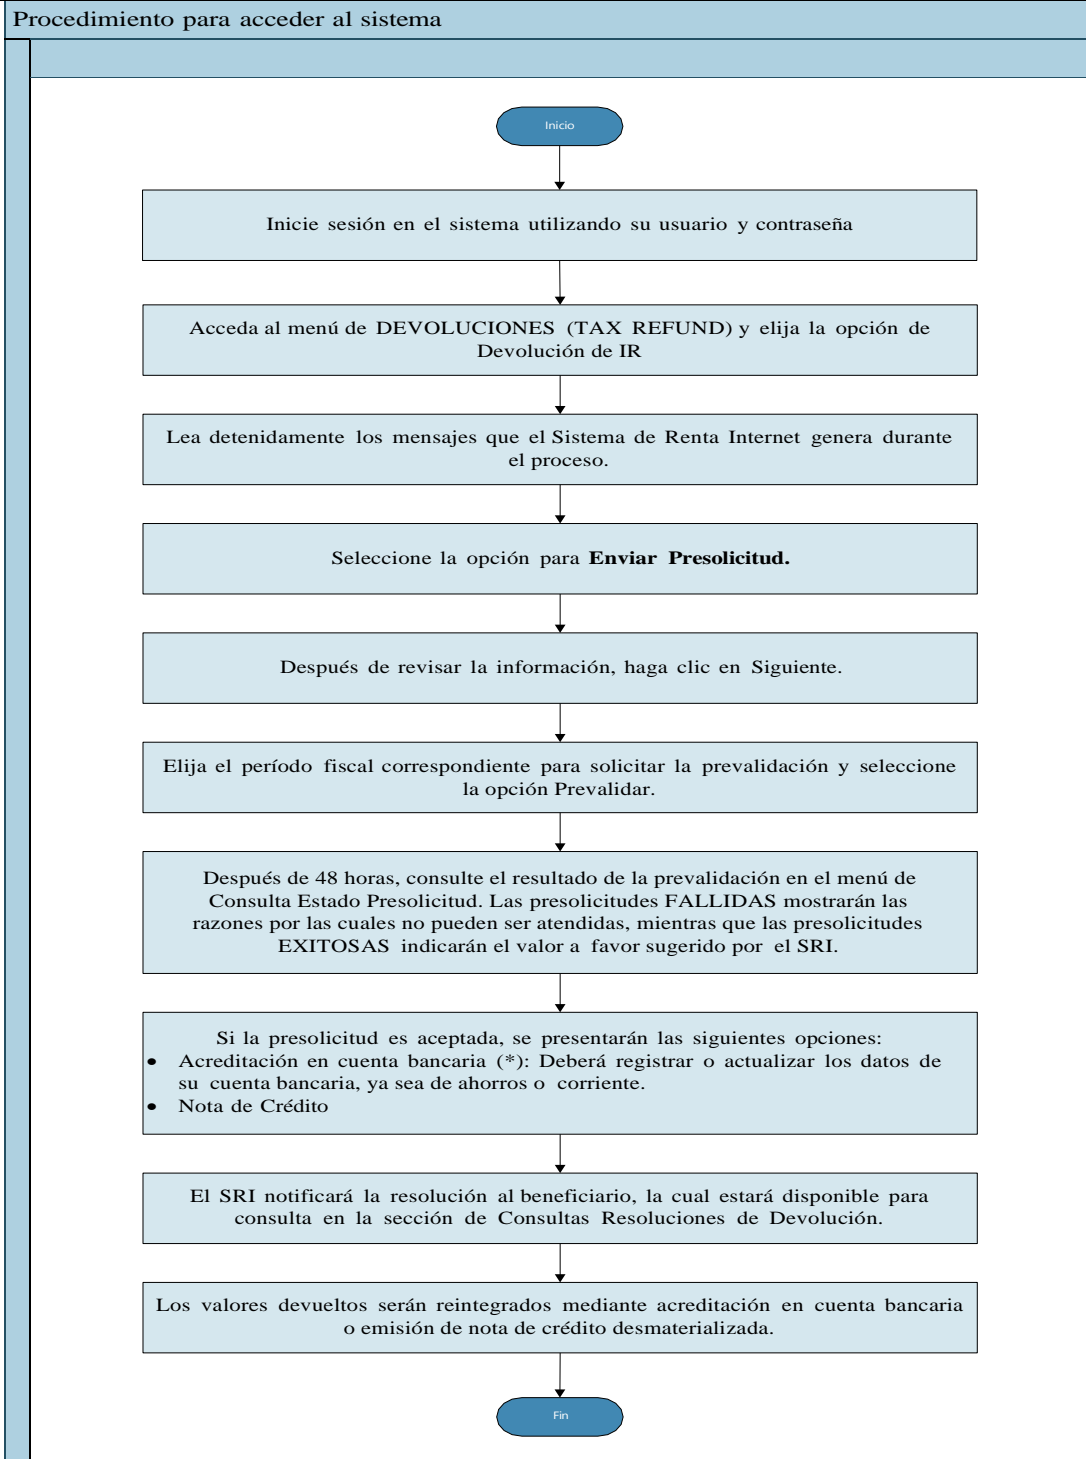 Procedimiento para acceder al sistema
Inicio
Inicie sesión en el sistema utilizando su usuario y contraseña
Acceda al menú de DEVOLUCIONES (TAX REFUND) y elija la opción de
Devolución de IR
Lea detenidamente los mensajes que el Sistema de Renta Internet genera durante
el proceso.
Seleccione la opción para Enviar Presolicitud.
Después de revisar la información, haga clic en Siguiente.
Elija el período fiscal correspondiente para solicitar la prevalidación y seleccione
la opción Prevalidar.
Después de 48 horas, consulte el resultado de la prevalidación en el menú de
Consulta Estado Presolicitud. Las presolicitudes FALLIDAS mostrarán las
razones por las cuales no pueden ser atendidas, mientras que las presolicitudes
EXITOSAS indicarán el valor a favor sugerido por el SRI.
Si la presolicitud es aceptada, se presentarán las siguientes opciones:
• Acreditación en cuenta bancaria (*): Deberá registrar o actualizar los datos de
su cuenta bancaria, ya sea de ahorros o corriente.
• Nota de Crédito
El SRI notificará la resolución al beneficiario, la cual estará disponible para
consulta en la sección de Consultas Resoluciones de Devolución.
Los valores devueltos serán reintegrados mediante acreditación en cuenta bancaria
o emisión de nota de crédito desmaterializada.
Fin